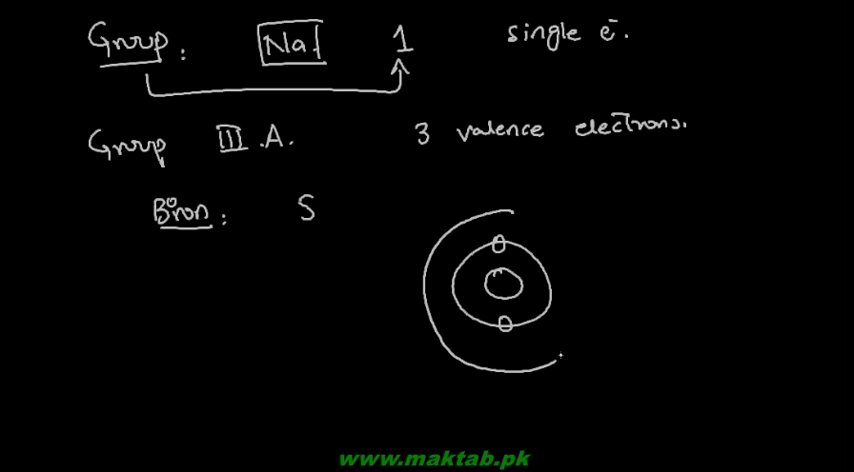 Group : Na 1 single e-.
Group III.A. 3 valence electrons.
Boron : 5
www.maktab.pk